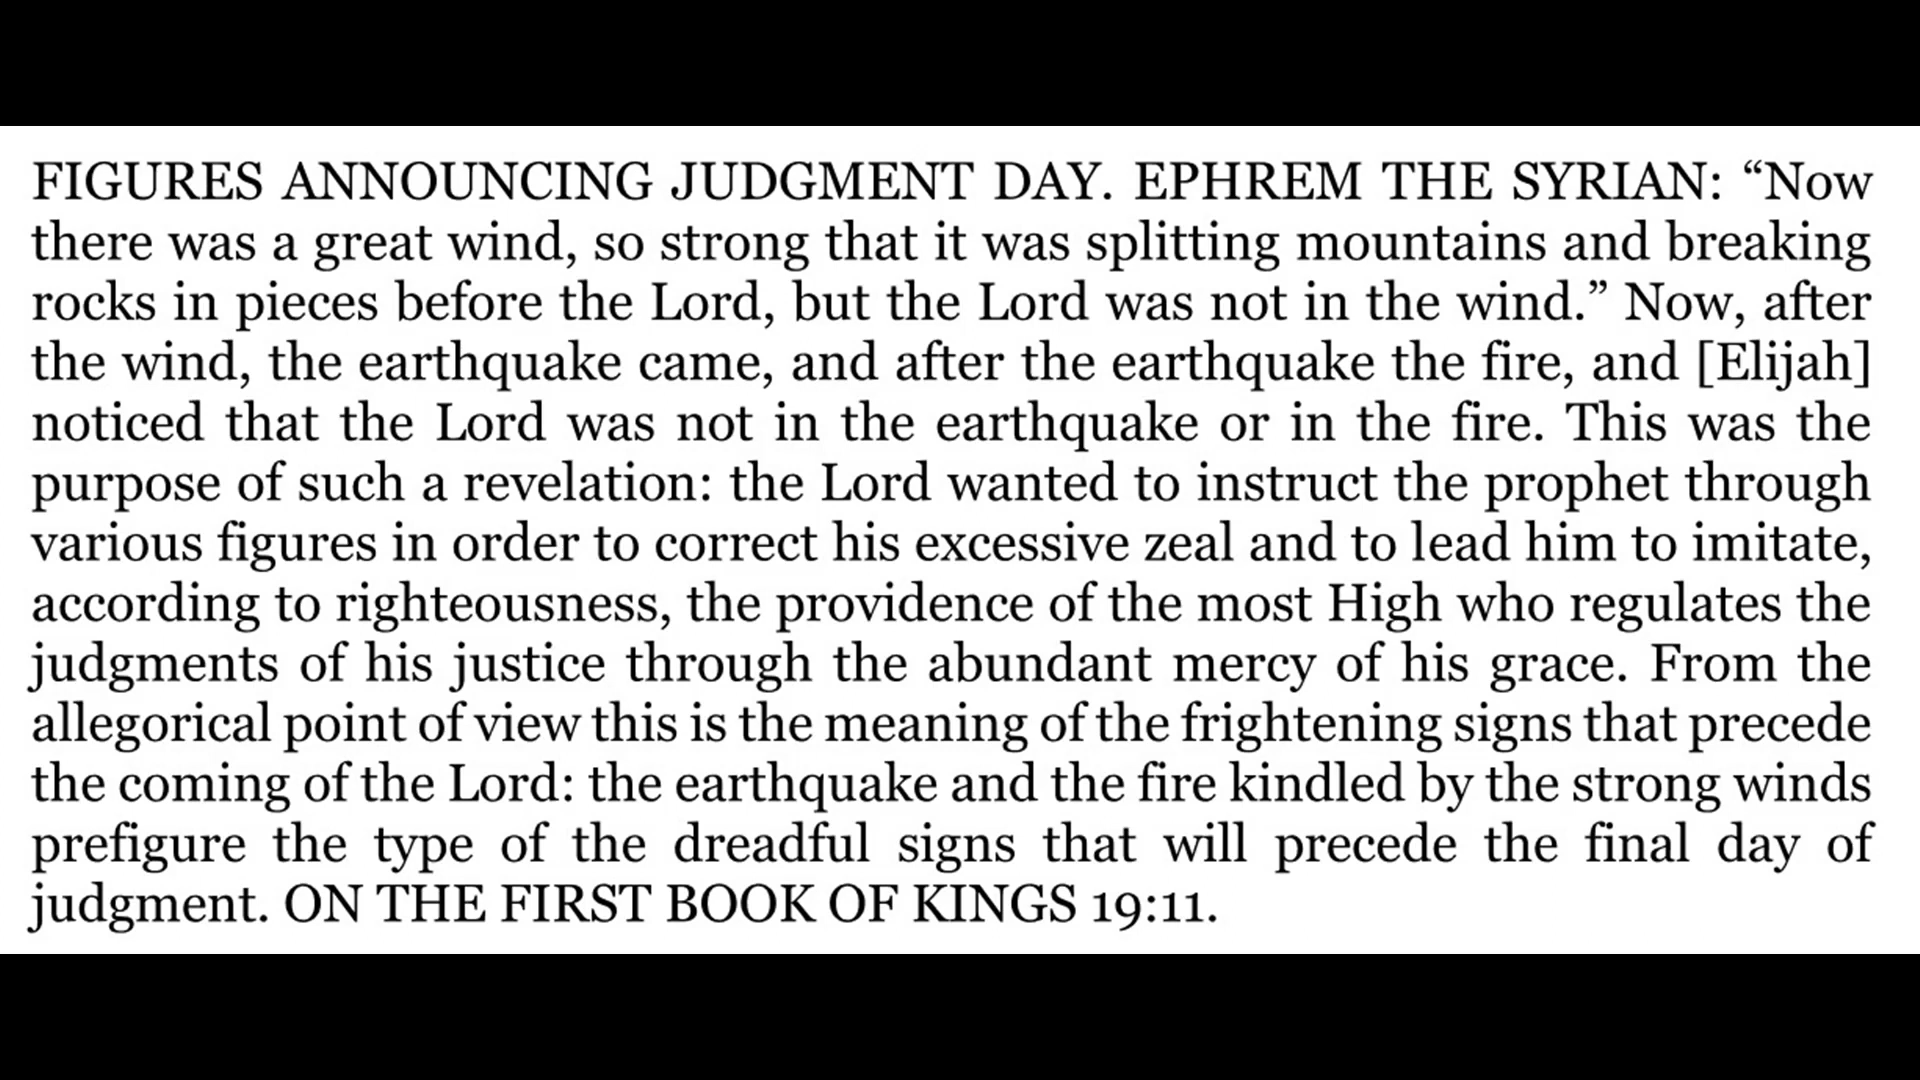 FIGURES ANNOUNCING JUDGMENT DAY. EPHREM THE SYRIAN: “Now
there was a great wind, so strong that it was splitting mountains and breaking
rocks in pieces before the Lord, but the Lord was not in the wind.” Now, after
the wind, the earthquake came, and after the earthquake the fire, and [Elijah]
noticed that the Lord was not in the earthquake or in the fire. This was the
purpose of such a revelation: the Lord wanted to instruct the prophet through
various figures in order to correct his excessive zeal and to lead him to imitate,
according to righteousness, the providence of the most High who regulates the
judgments of his justice through the abundant mercy of his grace. From the
allegorical point of view this is the meaning of the frightening signs that precede
the coming of the Lord: the earthquake and the fire kindled by the strong winds
prefigure the type of the dreadful signs that will precede the final day of
judgment. ON THE FIRST BOOK OF KINGS 19:11.